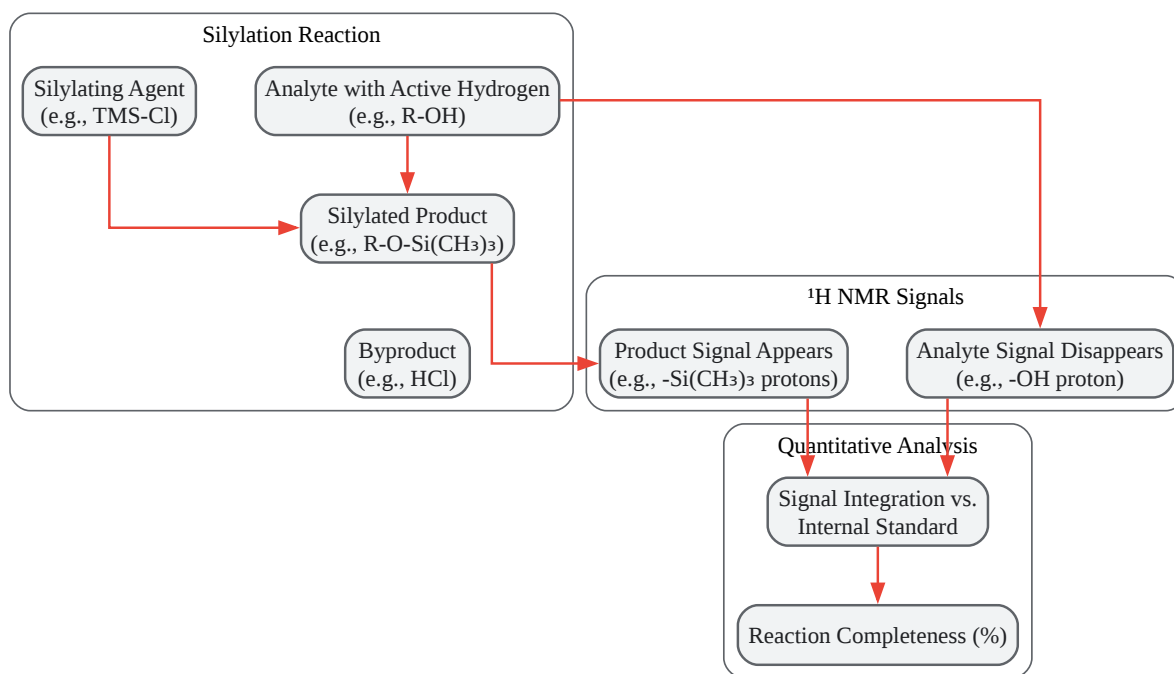 Silylation Reaction
Silylating Agent
(e.g., TMS-Cl)
Analyte with Active Hydrogen
(e.g., R-OH)
Silylated Product
(e.g., R-O-Si(CH₃)₃)
Byproduct
(e.g., HCl)
¹H NMR Signals
Product Signal Appears
(e.g., -Si(CH₃)₃ protons)
Analyte Signal Disappears
(e.g., -OH proton)
Quantitative Analysis
Signal Integration vs.
Internal Standard
Reaction Completeness (%)